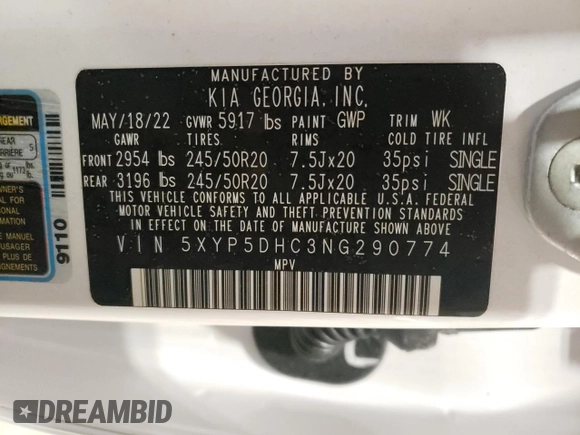 MANUFACTURED BY
KIA GEORGIA, INC.
MAY/18/22 GVWR 5917 lbs PAINT GWP TRIM WK
GAWR TIRES RIMS COLD TIRE INFL
FRONT 2954 lbs 245/50R20 7.5Jx20 35psi SINGLE
REAR 3196 lbs 245/50R20 7.5Jx20 35psi SINGLE
THIS VEHICLE CONFORMS TO ALL APPLICABLE U.S.A. FEDERAL
MOTOR VEHICLE SAFETY, BUMPER, AND THEFT PREVENTION STANDARDS
IN EFFECT ON THE DATE OF MANUFACTURE SHOWN ABOVE.
VIN 5XYP5DHC3NG290774
MPV
9110
DREAMBID